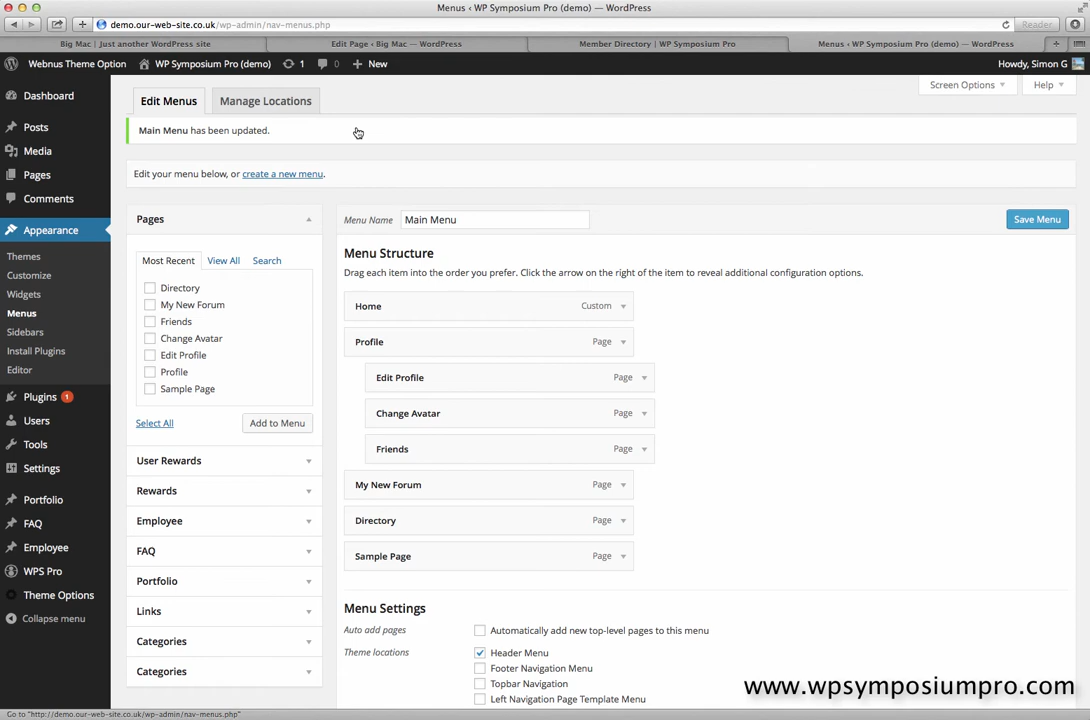 Menus ‹ WP Symposium Pro (demo) — WordPress
demo.our-web-site.co.uk/wp-admin/nav-menus.php
Reader
Big Mac | Just another WordPress site
Edit Page ‹ Big Mac — WordPress
Member Directory | WP Symposium Pro
Menus ‹ WP Symposium Pro (demo) — WordPress
Webnus Theme Option
WP Symposium Pro (demo)
1
0
New
Howdy, Simon G
Screen Options
Help
Dashboard
Posts
Media
Pages
Comments
Appearance
Themes
Customize
Widgets
Menus
Sidebars
Install Plugins
Editor
Plugins 1
Users
Tools
Settings
Portfolio
FAQ
Employee
WPS Pro
Theme Options
Collapse menu
Edit Menus
Manage Locations
Main Menu has been updated.
Edit your menu below, or create a new menu.
Pages
Most Recent
View All
Search
Directory
My New Forum
Friends
Change Avatar
Edit Profile
Profile
Sample Page
Select All
Add to Menu
User Rewards
Rewards
Employee
FAQ
Portfolio
Links
Categories
Categories
Menu Name
Main Menu
Save Menu
Menu Structure
Drag each item into the order you prefer. Click the arrow on the right of the item to reveal additional configuration options.
Home Custom
Profile Page
Edit Profile Page
Change Avatar Page
Friends Page
My New Forum Page
Directory Page
Sample Page Page
Menu Settings
Auto add pages
Automatically add new top-level pages to this menu
Theme locations
Header Menu
Footer Navigation Menu
Topbar Navigation
Left Navigation Page Template Menu
www.wpsymposiumpro.com
Go to "http://demo.our-web-site.co.uk/wp-admin/nav-menus.php"